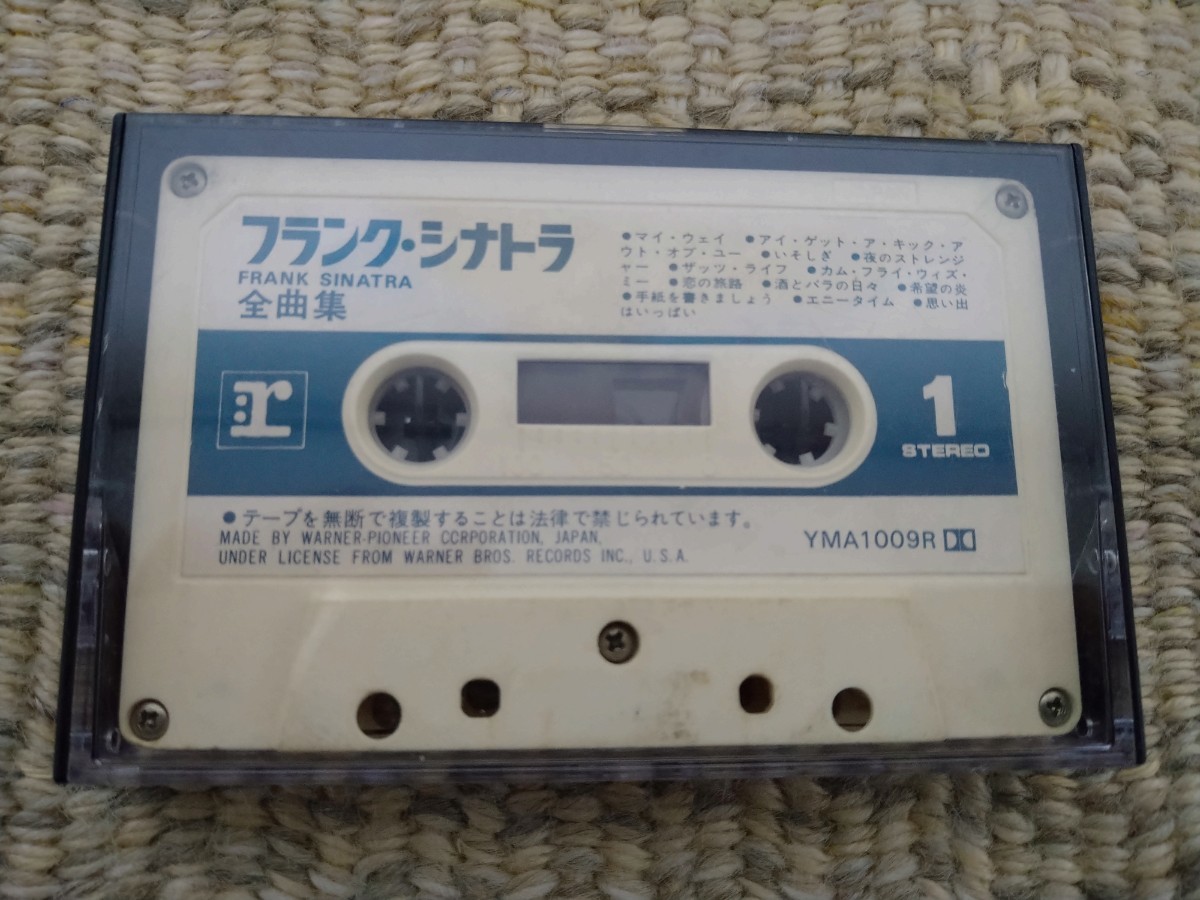 フランク・シナトラ
FRANK SINATRA
全曲集
●マイ・ウェイ ●アイ・ゲット・ア・キック・ア
ウト・オブ・ユー ●いそしぎ ●夜のストレンジ
ャー ●ザッツ・ライフ ●カム・フライ・ウィズ・
ミー ●恋の旅路 ●酒とバラの日々 ●希望の炎
●手紙を書きましょう ●エニータイム ●思い出
はいっぱい
r
1
STEREO
●テープを無断で複製することは法律で禁じられています。
MADE BY WARNER-PIONEER CORPORATION, JAPAN,
UNDER LICENSE FROM WARNER BROS. RECORDS INC., U.S.A.
YMA1009R